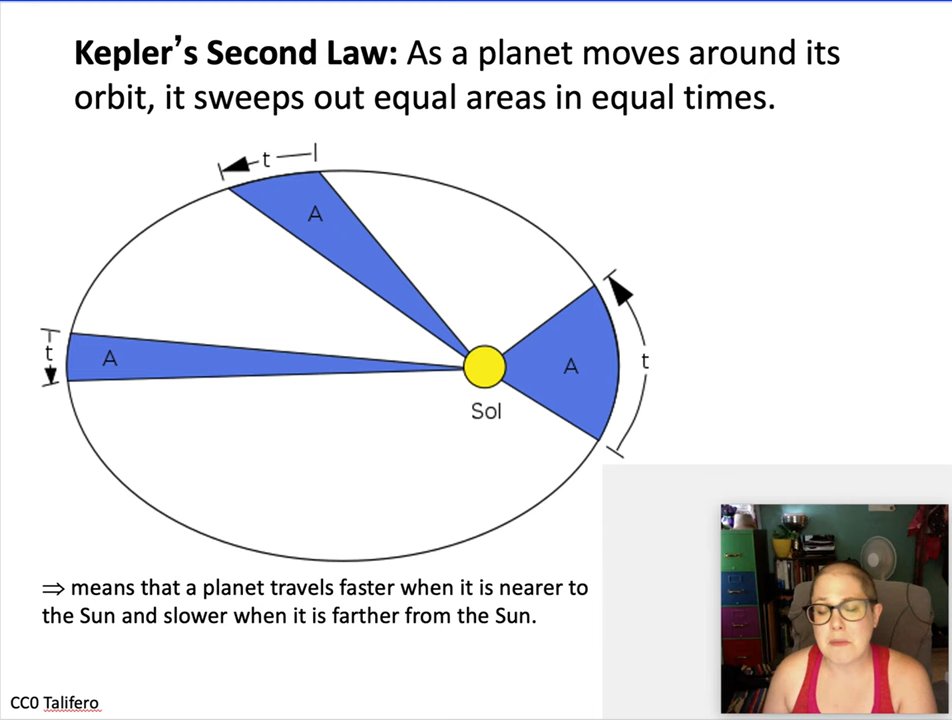 Kepler’s Second Law: As a planet moves around its
orbit, it sweeps out equal areas in equal times.
t
A
t
A
A
t
Sol
⇒ means that a planet travels faster when it is nearer to
the Sun and slower when it is farther from the Sun.
CC0 Talifero